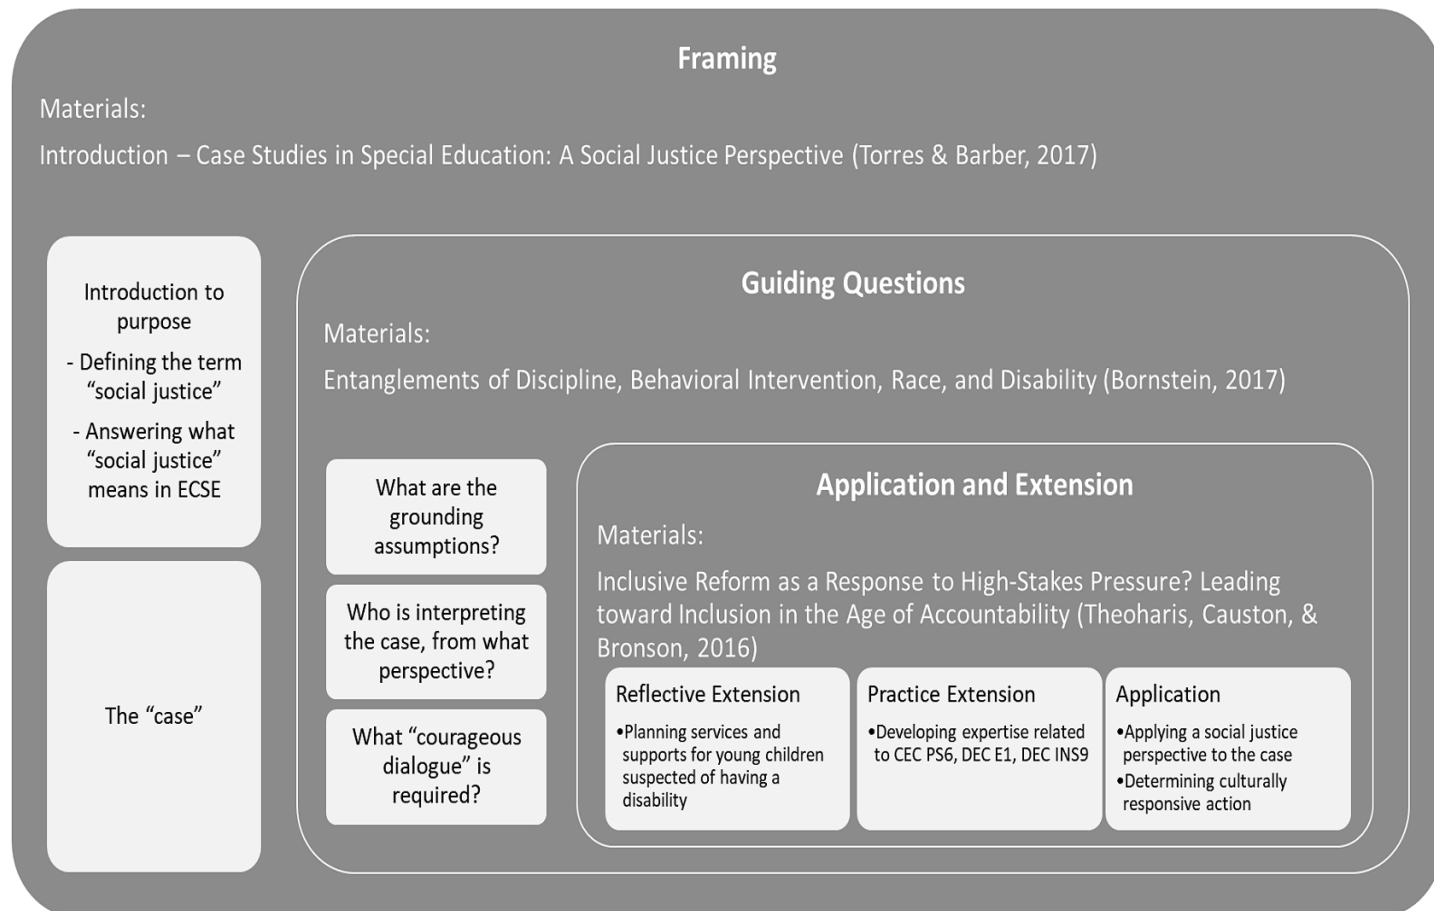 Framing
Materials:
Introduction – Case Studies in Special Education: A Social Justice Perspective (Torres & Barber, 2017)
Introduction to
purpose
- Defining the term
“social justice”
- Answering what
“social justice”
means in ECSE
The “case”
Guiding Questions
Materials:
Entanglements of Discipline, Behavioral Intervention, Race, and Disability (Bornstein, 2017)
What are the
grounding
assumptions?
Who is interpreting
the case, from what
perspective?
What “courageous
dialogue” is
required?
Application and Extension
Materials:
Inclusive Reform as a Response to High-Stakes Pressure? Leading
toward Inclusion in the Age of Accountability (Theoharis, Causton, &
Bronson, 2016)
Reflective Extension
•Planning services and
supports for young children
suspected of having a
disability
Practice Extension
•Developing expertise related
to CEC PS6, DEC E1, DEC INS9
Application
•Applying a social justice
perspective to the case
•Determining culturally
responsive action